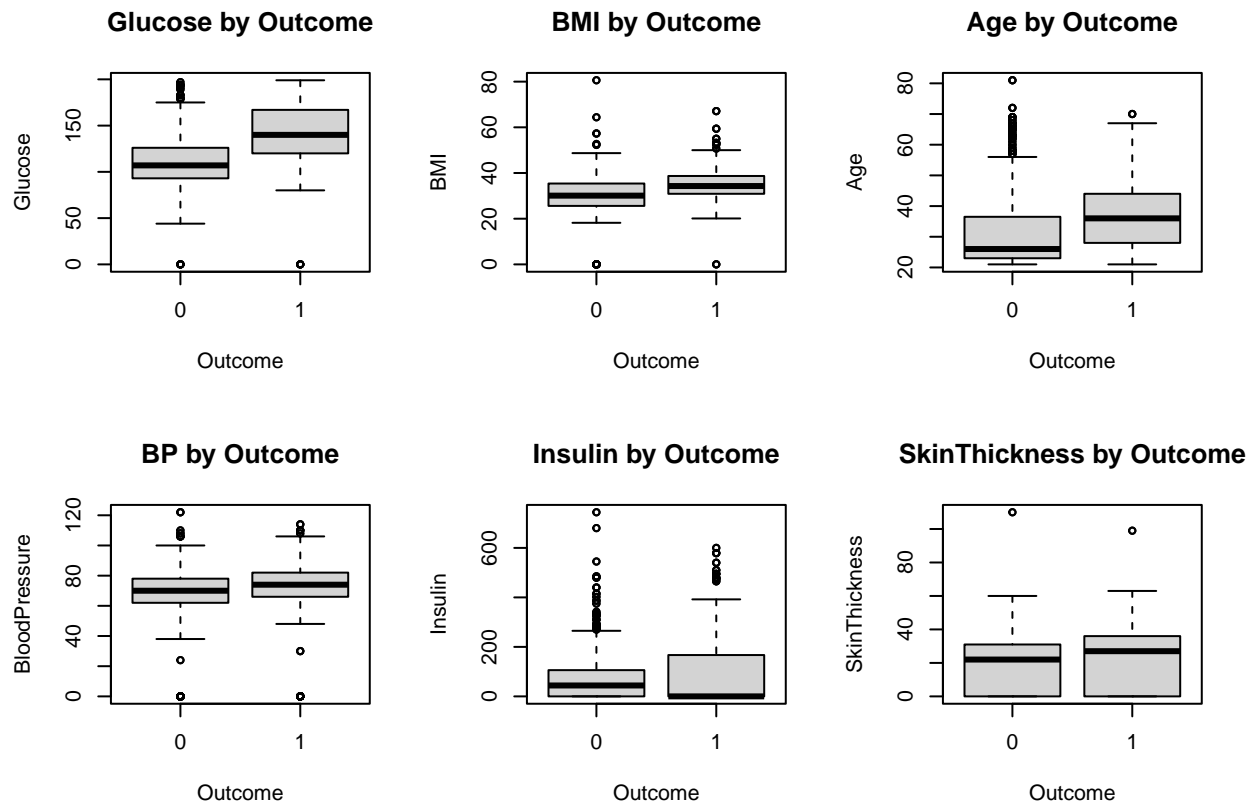 Glucose by Outcome
Glucose
0
50
150
0
1
Outcome
BMI by Outcome
BMI
0
20
40
60
80
0
1
Outcome
Age by Outcome
Age
20
40
60
80
0
1
Outcome
BP by Outcome
BloodPressure
0
40
80
120
0
1
Outcome
Insulin by Outcome
Insulin
0
200
600
0
1
Outcome
SkinThickness by Outcome
SkinThickness
0
40
80
0
1
Outcome